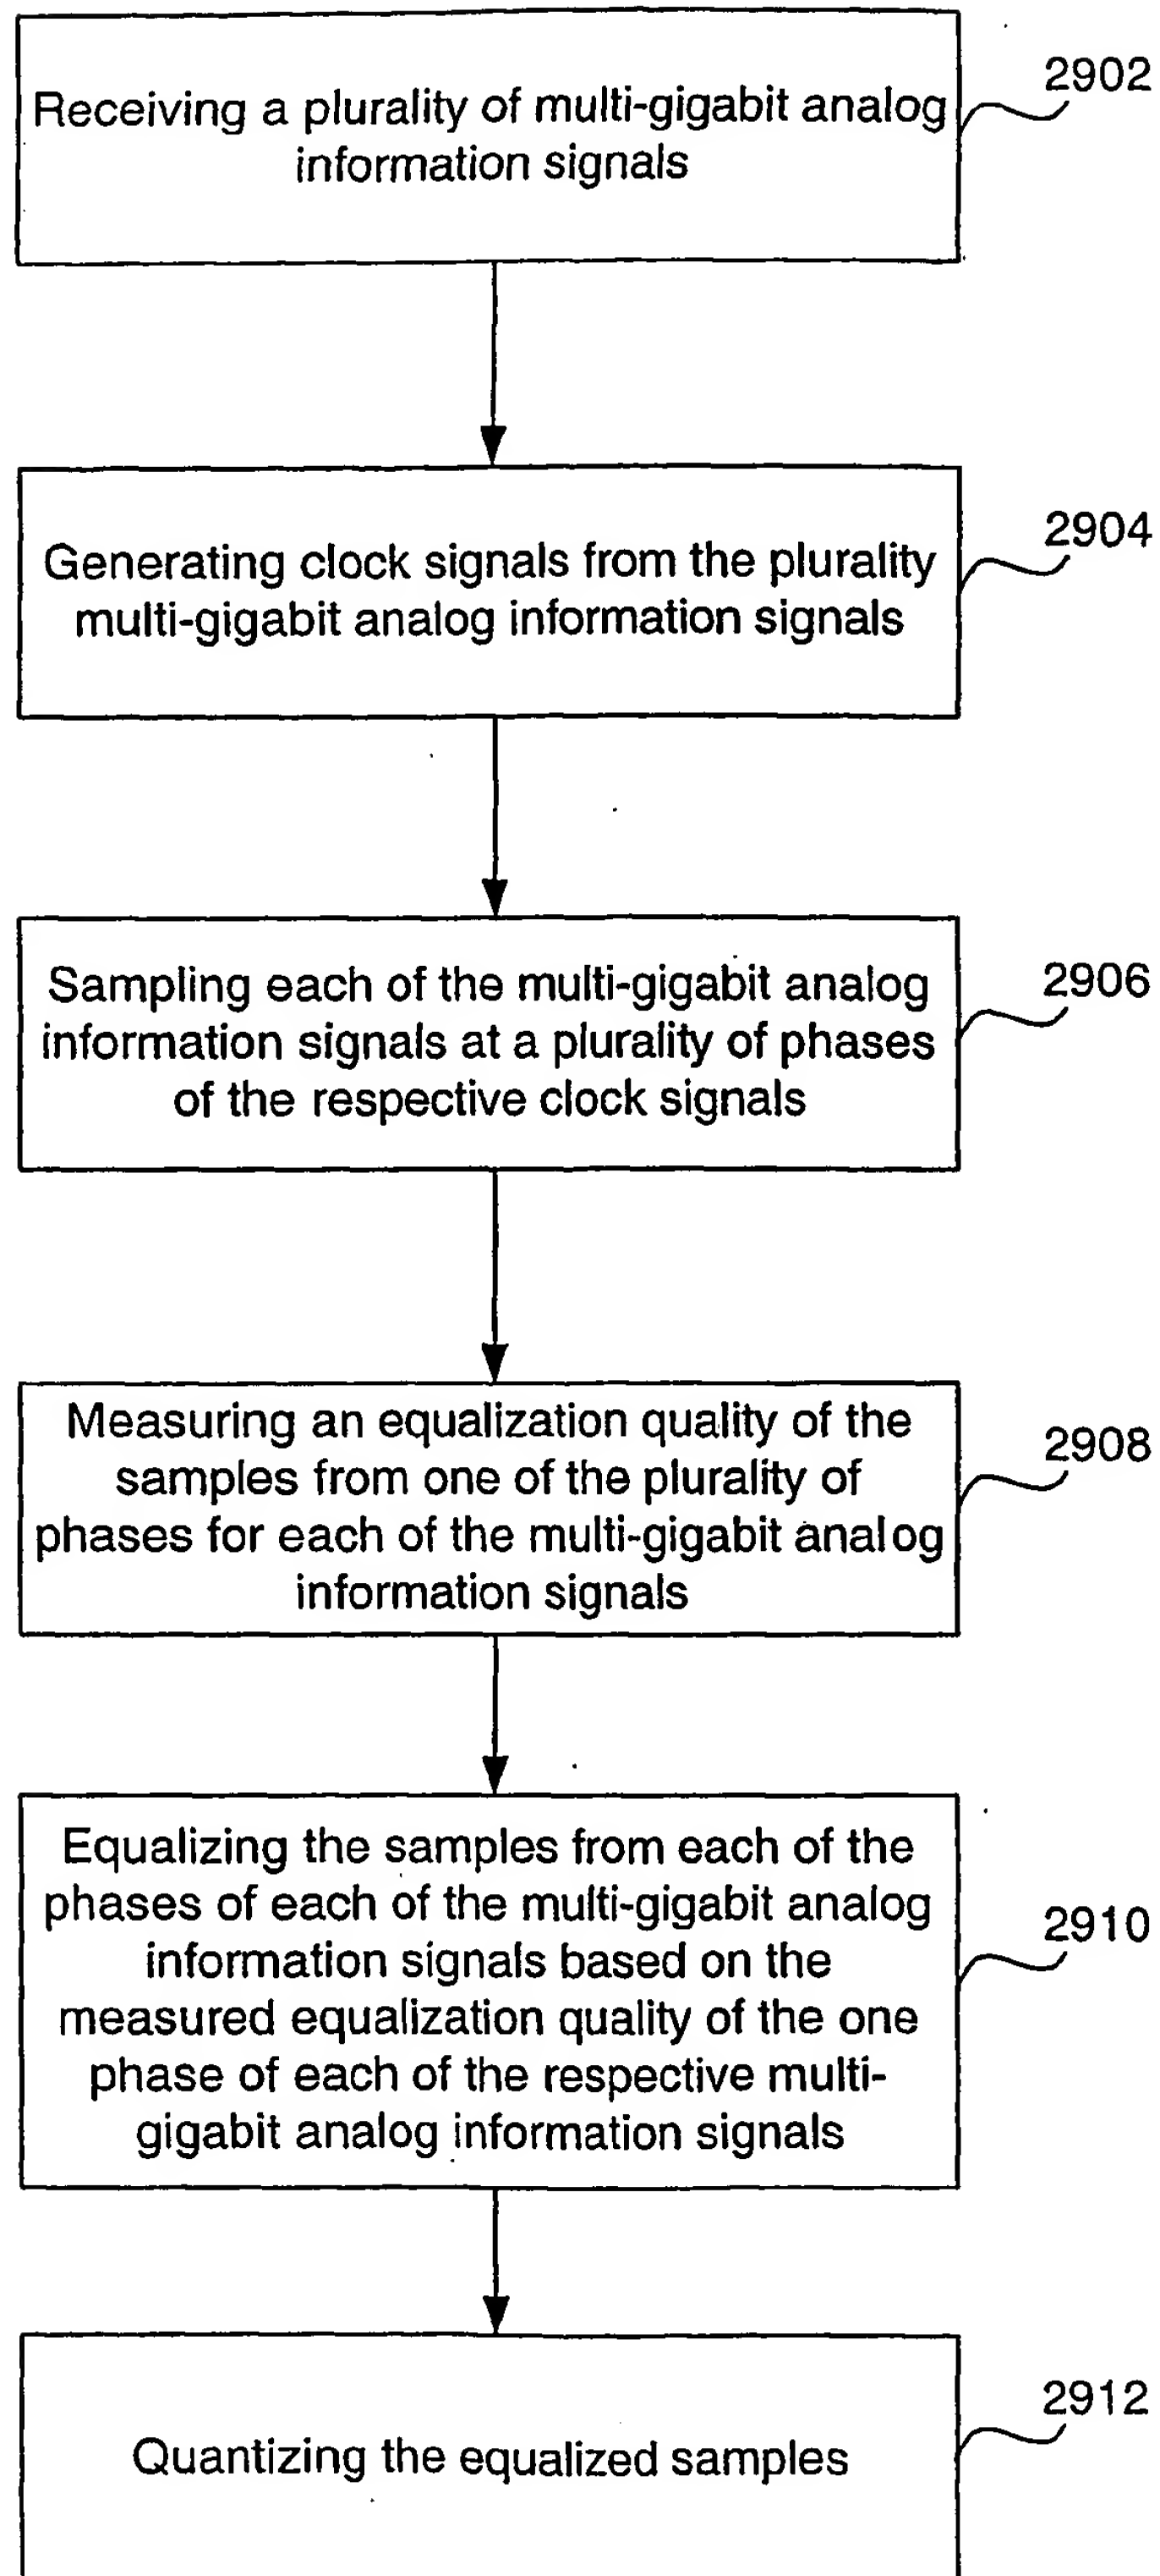 Receiving a plurality of multi-gigabit analog
information signals
2902
Generating clock signals from the plurality
multi-gigabit analog information signals
2904
Sampling each of the multi-gigabit analog
information signals at a plurality of phases
of the respective clock signals
2906
Measuring an equalization quality of the
samples from one of the plurality of
phases for each of the multi-gigabit analog
information signals
2908
Equalizing the samples from each of the
phases of each of the multi-gigabit analog
information signals based on the
measured equalization quality of the one
phase of each of the respective multi-
gigabit analog information signals
2910
Quantizing the equalized samples
2912